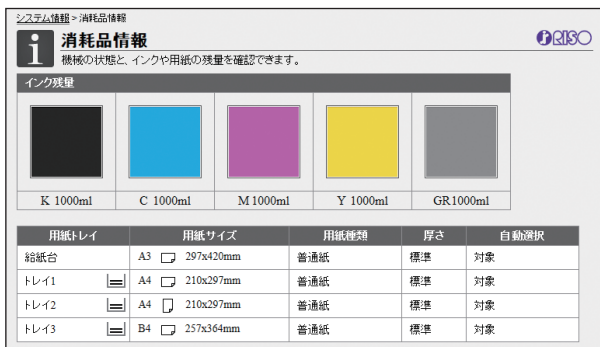 システム情報 > 消耗品情報
消耗品情報
RISO
機械の状態と、インクや用紙の残量を確認できます。
インク残量
K 1000ml C 1000ml M 1000ml Y 1000ml GR1000ml
用紙トレイ 用紙サイズ 用紙種類 厚さ 自動選択
給紙台 A3 297x420mm 普通紙 標準 対象
トレイ1 A4 210x297mm 普通紙 標準 対象
トレイ2 A4 210x297mm 普通紙 標準 対象
トレイ3 B4 257x364mm 普通紙 標準 対象